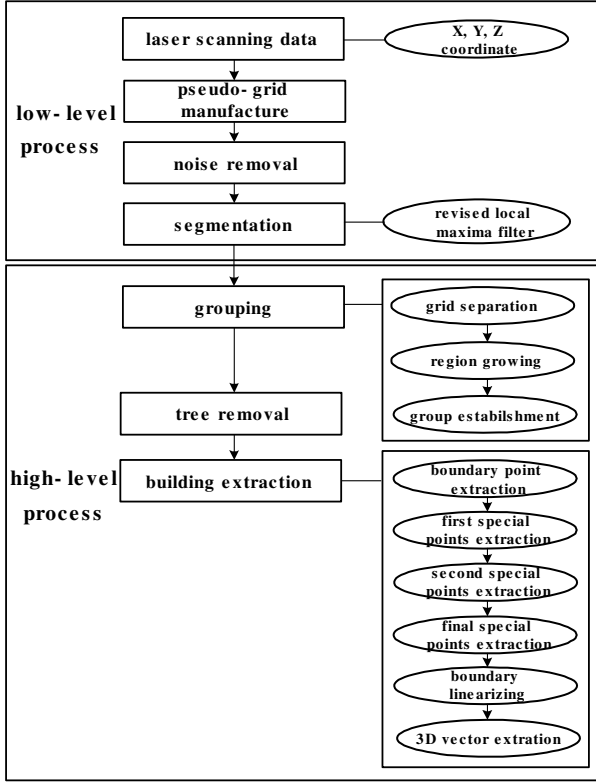 laser scanning data
X, Y, Z
coordinate
pseudo-grid
manufacture
low-level
process
noise removal
segmentation
revised local
maxima filter
grouping
grid separation
region growing
group estabilshment
tree removal
high-level
process
building extraction
boundary point
extraction
first special
points extraction
second special
points extraction
final special
points extraction
boundary
linearizing
3D vector extration